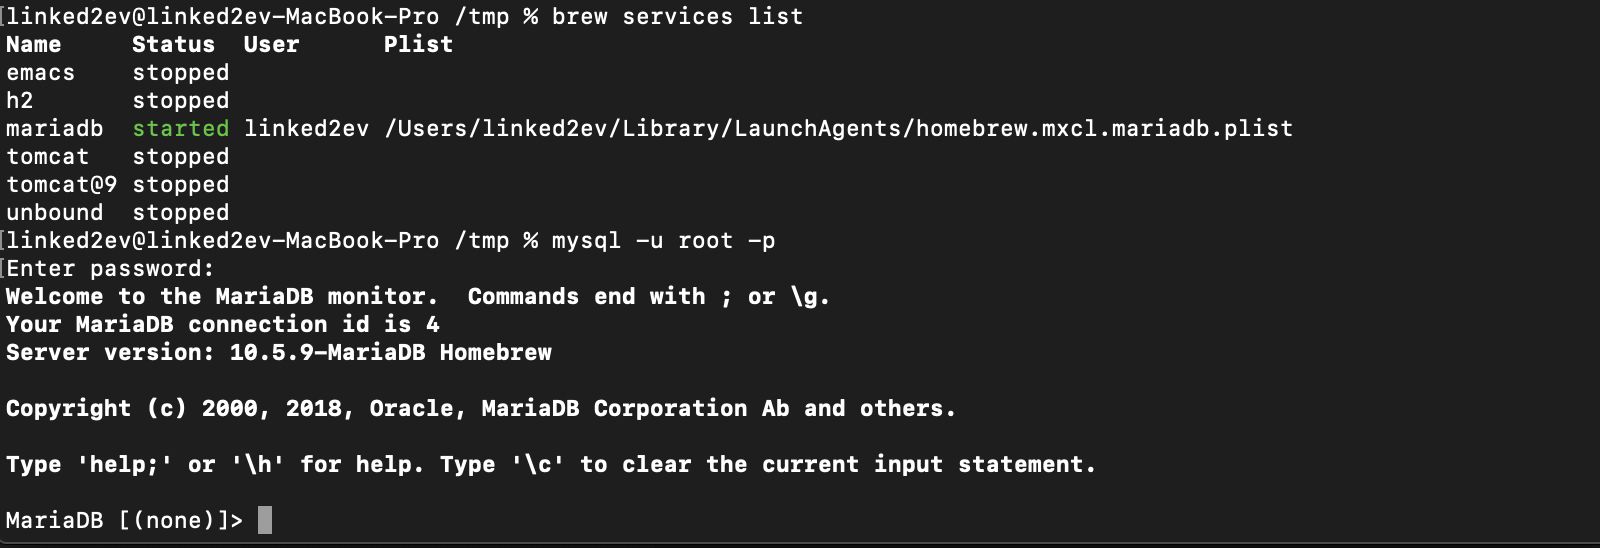 [linked2ev@linked2ev-MacBook-Pro /tmp % brew services list
Name     Status  User      Plist
emacs    stopped
h2       stopped
mariadb  started linked2ev /Users/linked2ev/Library/LaunchAgents/homebrew.mxcl.mariadb.plist
tomcat   stopped
tomcat@9 stopped
unbound  stopped
[linked2ev@linked2ev-MacBook-Pro /tmp % mysql -u root -p
[Enter password:
Welcome to the MariaDB monitor.  Commands end with ; or \g.
Your MariaDB connection id is 4
Server version: 10.5.9-MariaDB Homebrew
Copyright (c) 2000, 2018, Oracle, MariaDB Corporation Ab and others.
Type 'help;' or '\h' for help. Type '\c' to clear the current input statement.
MariaDB [(none)]>